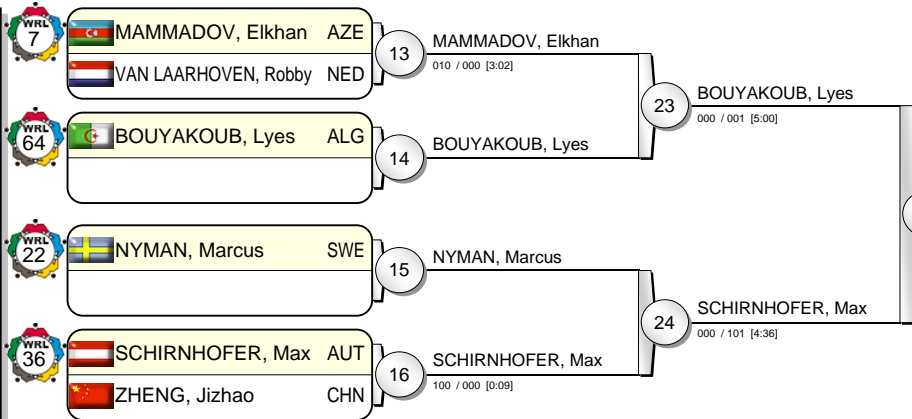 WRL
7
MAMMADOV, Elkhan AZE
VAN LAARHOVEN, Robby NED
13
MAMMADOV, Elkhan
010 / 000 [3:02]
23
BOUYAKOUB, Lyes
000 / 001 [5:00]
WRL
64
BOUYAKOUB, Lyes ALG
14
BOUYAKOUB, Lyes
WRL
22
NYMAN, Marcus SWE
15
NYMAN, Marcus
24
SCHIRNHOFER, Max
000 / 101 [4:36]
WRL
36
SCHIRNHOFER, Max AUT
ZHENG, Jizhao CHN
16
SCHIRNHOFER, Max
100 / 000 [0:09]